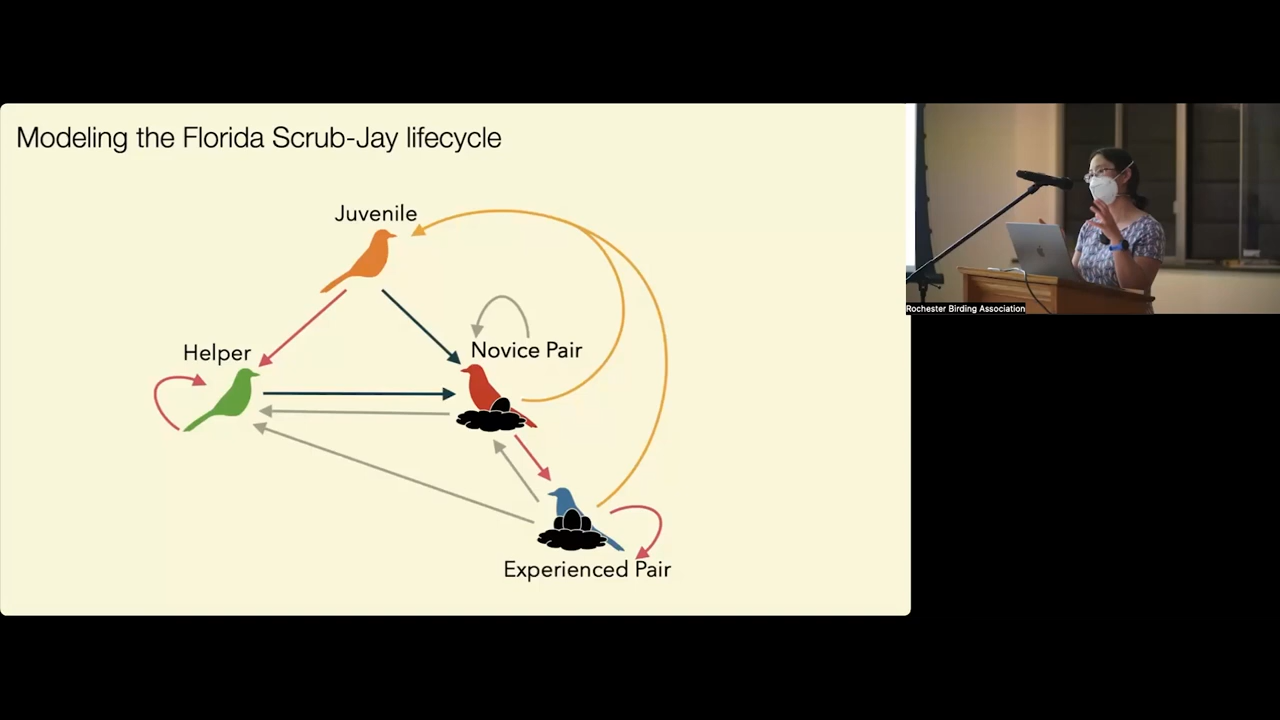 Modeling the Florida Scrub-Jay lifecycle
Juvenile
Helper
Novice Pair
Experienced Pair
Rochester Birding Association